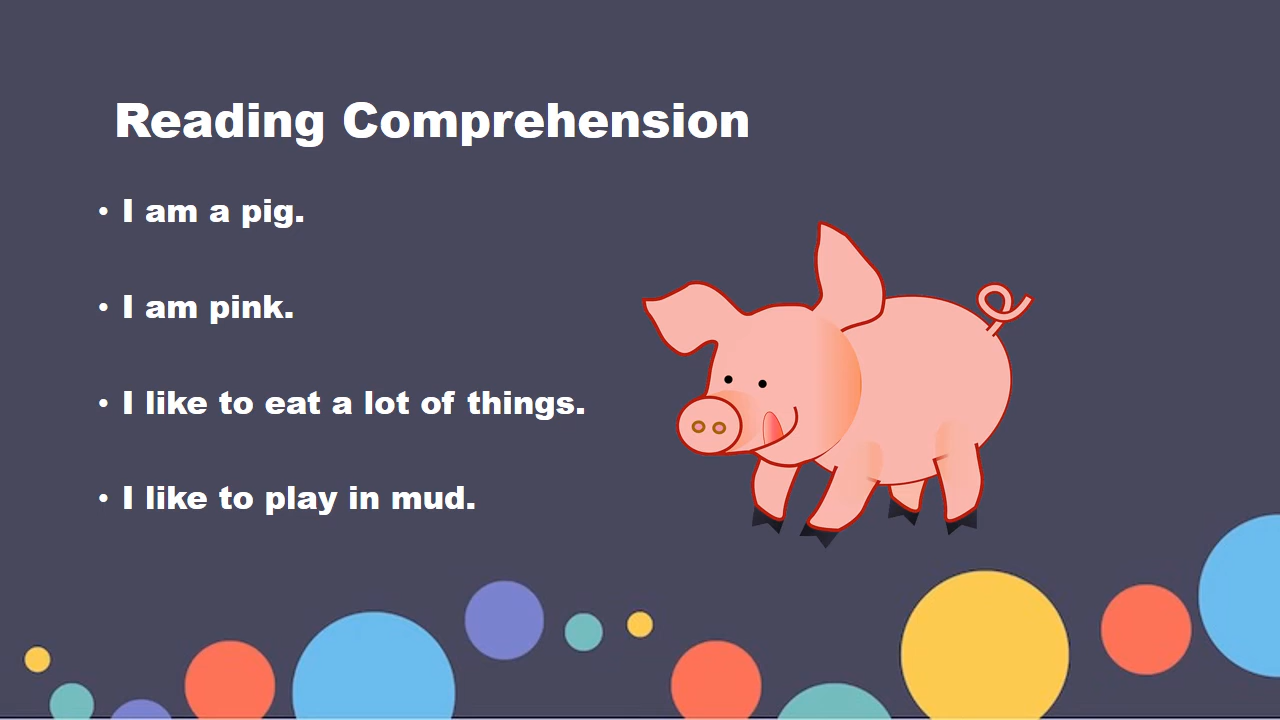 Reading Comprehension
• I am a pig.
• I am pink.
• I like to eat a lot of things.
• I like to play in mud.